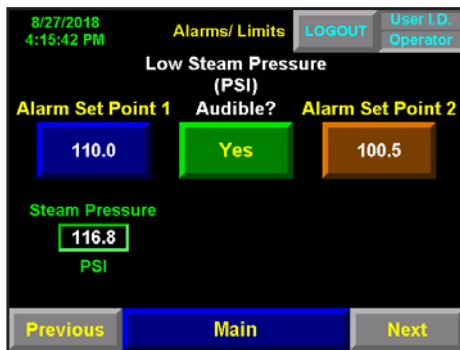 8/27/2018
4:15:42 PM
Alarms/ Limits
LOGOUT
User I.D.
Operator
Low Steam Pressure
(PSI)
Alarm Set Point 1
Audible?
Alarm Set Point 2
110.0
Yes
100.5
Steam Pressure
116.8
PSI
Previous
Main
Next